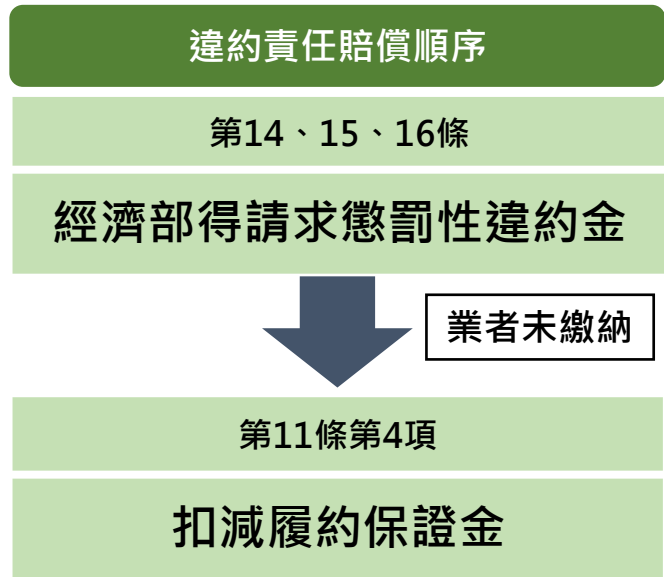 違約責任賠償順序
第14、15、16條
經濟部得請求懲罰性違約金
業者未繳納
第11條第4項
扣減履約保證金